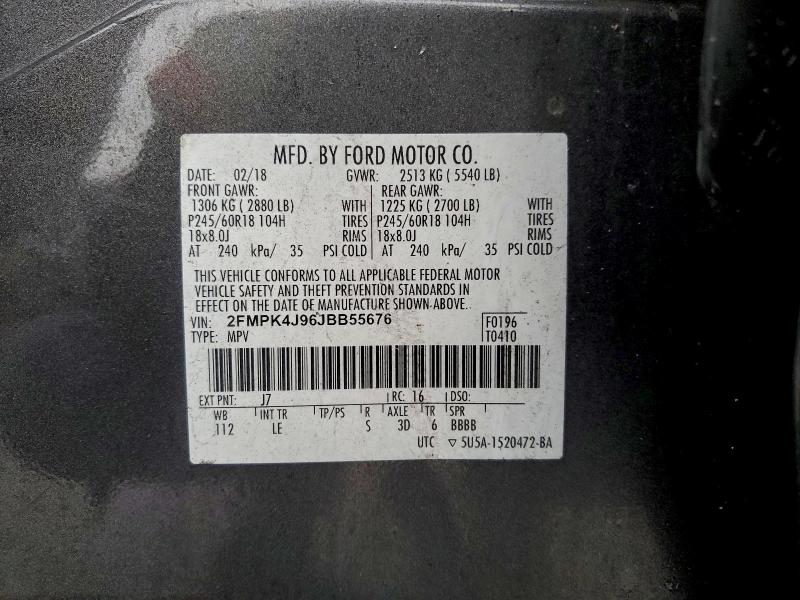 MFD. BY FORD MOTOR CO.
DATE: 02/18 GVWR: 2513 KG ( 5540 LB)
FRONT GAWR: REAR GAWR:
1306 KG ( 2880 LB) WITH 1225 KG ( 2700 LB) WITH
P245/60R18 104H TIRES P245/60R18 104H TIRES
18x8.0J RIMS 18x8.0J RIMS
AT 240 kPa/ 35 PSI COLD AT 240 kPa/ 35 PSI COLD
THIS VEHICLE CONFORMS TO ALL APPLICABLE FEDERAL MOTOR
VEHICLE SAFETY AND THEFT PREVENTION STANDARDS IN
EFFECT ON THE DATE OF MANUFACTURE SHOWN ABOVE.
VIN: 2FMPK4J96JBB55676 F0196
TYPE: MPV T0410
EXT PNT: J7 RC: 16 DSO:
WB INT TR TP/PS R AXLE TR SPR
112 LE S 3D 6 BBBB
UTC ▽ 5U5A-1520472-BA